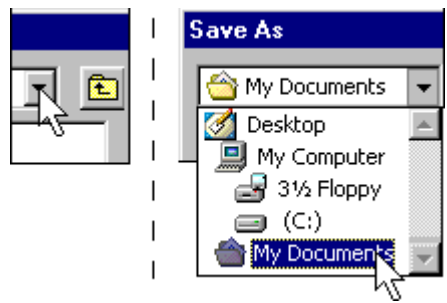 Save As
My Documents
Desktop
My Computer
3½ Floppy
(C:)
My Documents